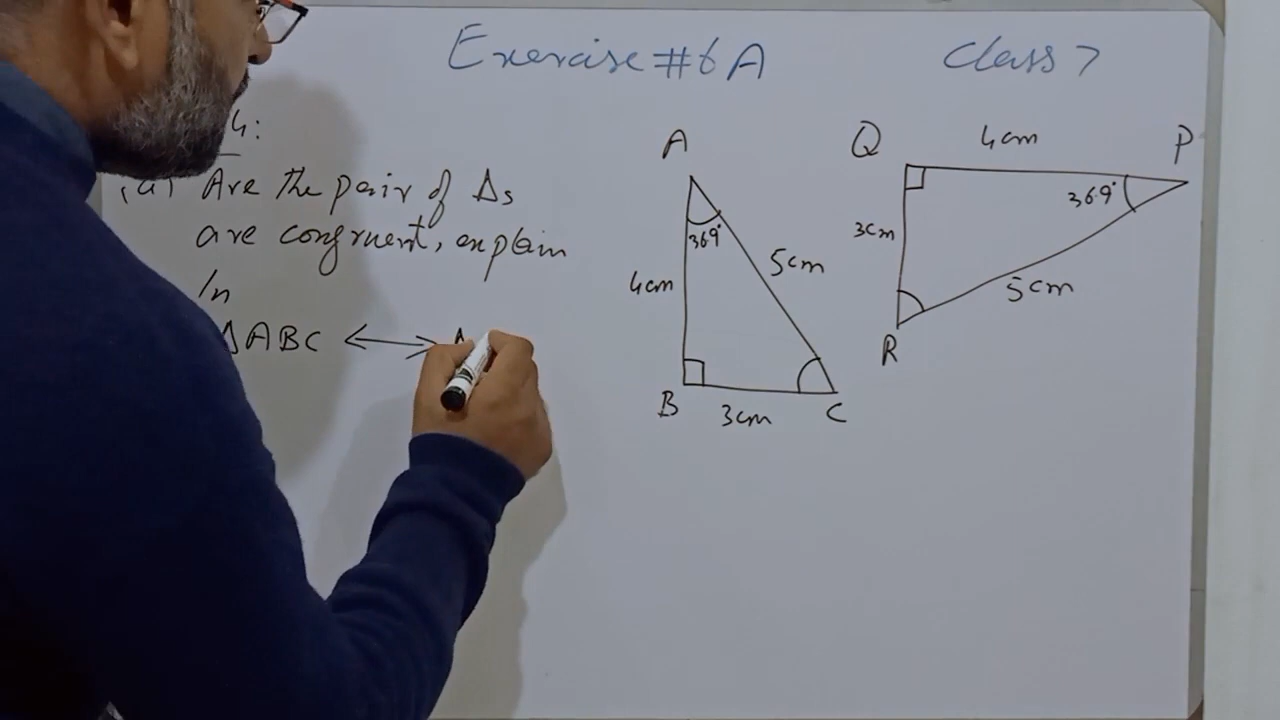 Exercise #6A
Class 7
4:
(a) Are the pair of Δs
are congruent, explain
In
ΔABC ⟷ Δ
A
36.9°
4cm
5cm
B
3cm
C
Q
4cm
P
36.9°
3cm
5cm
R